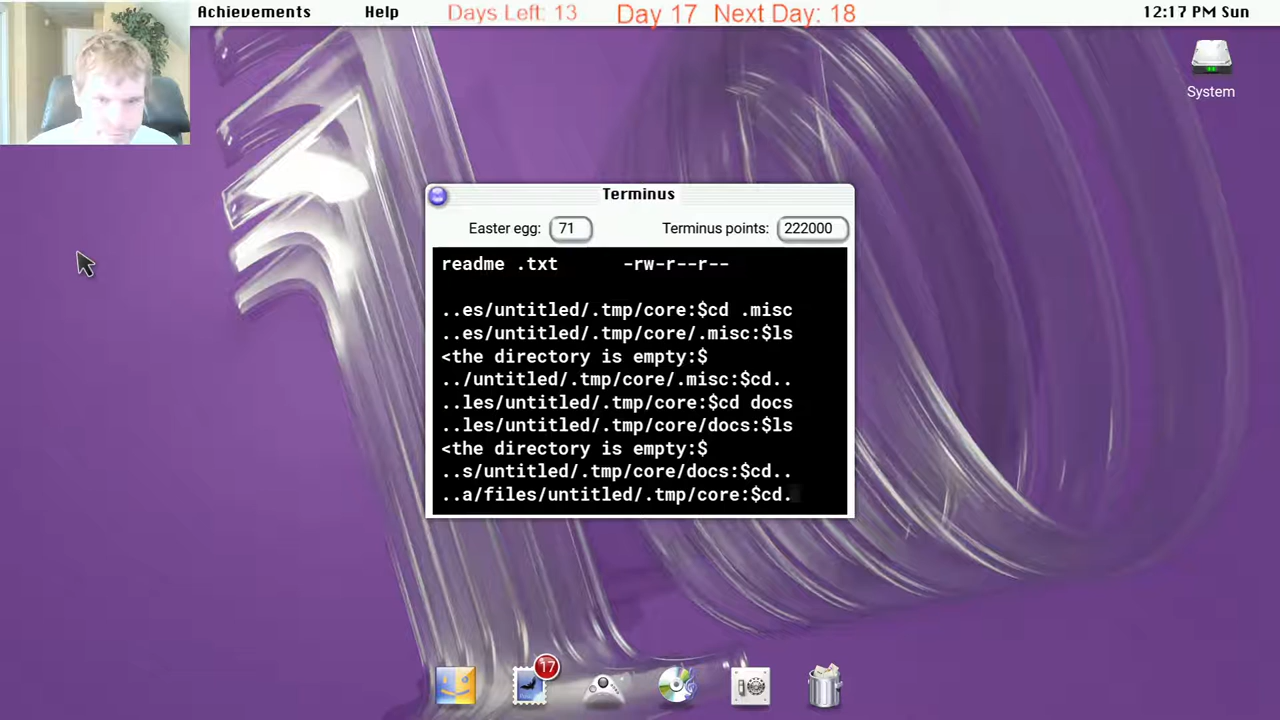 Achievements Help Days Left: 13 Day 17 Next Day: 18 12:17 PM Sun
System
Terminus
Easter egg: 71 Terminus points: 222000
readme .txt -rw-r--r--
..es/untitled/.tmp/core:$cd .misc
..es/untitled/.tmp/core/.misc:$ls
<the directory is empty:$
../untitled/.tmp/core/.misc:$cd..
..les/untitled/.tmp/core:$cd docs
..les/untitled/.tmp/core/docs:$ls
<the directory is empty:$
..s/untitled/.tmp/core/docs:$cd..
..a/files/untitled/.tmp/core:$cd.
17